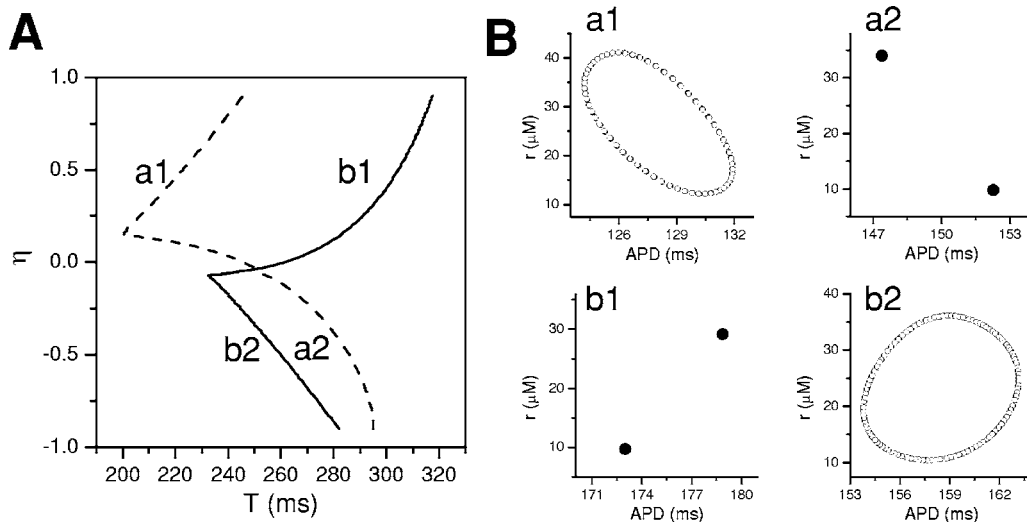 A
1.0
0.5
0.0
-0.5
-1.0
η
a1
b1
b2
a2
200 220 240 260 280 300 320
T (ms)
B
a1
40
30
20
10
r (μM)
126 129 132
APD (ms)
a2
40
30
20
10
r (μM)
147 150 153
APD (ms)
b1
30
20
10
r (μM)
171 174 177 180
APD (ms)
b2
40
30
20
10
r (μM)
153 156 159 162
APD (ms)